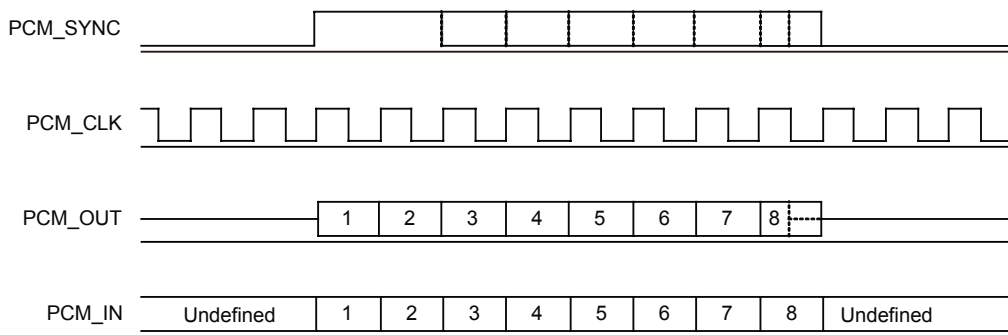 PCM_SYNC
PCM_CLK
PCM_OUT 1 2 3 4 5 6 7 8
PCM_IN Undefined 1 2 3 4 5 6 7 8 Undefined